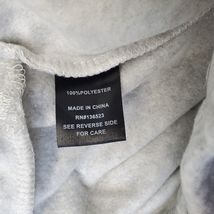 100%POLYESTER
MADE IN CHINA
RN#136523
SEE REVERSE SIDE
FOR CARE